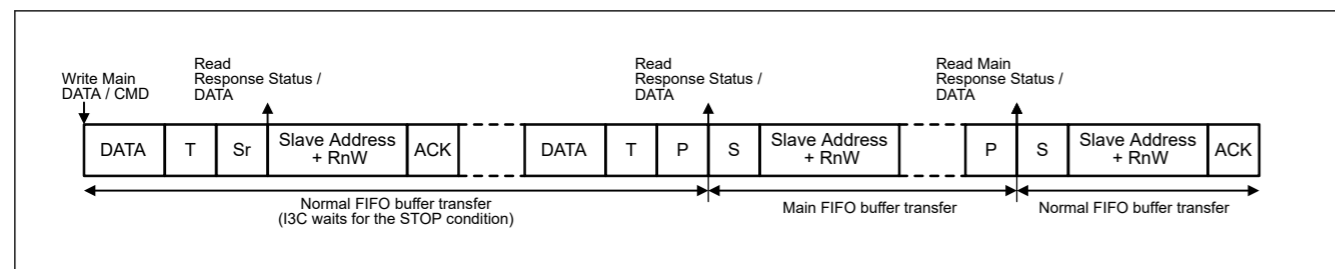 Write Main
DATA / CMD
Read
Response Status /
DATA
Read
Response Status /
DATA
Read Main
Response Status /
DATA
DATA
T
Sr
Slave Address
+ RnW
ACK
DATA
T
P
S
Slave Address
+ RnW
P
S
Slave Address
+ RnW
ACK
Normal FIFO buffer transfer
(I3C waits for the STOP condition)
Main FIFO buffer transfer
Normal FIFO buffer transfer